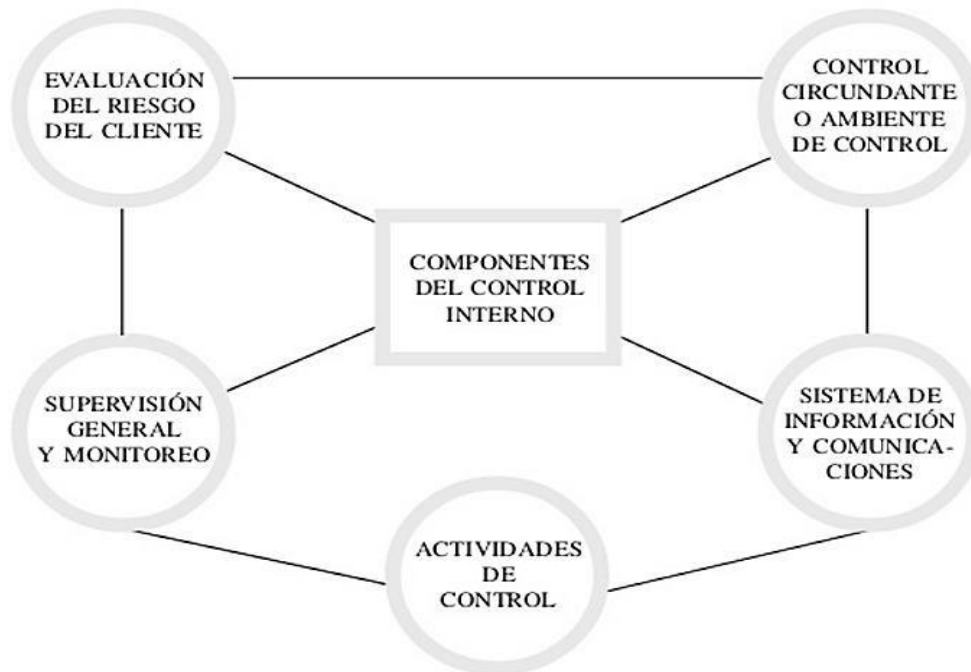 EVALUACIÓN
DEL RIESGO
DEL CLIENTE
CONTROL
CIRCUNDANTE
O AMBIENTE
DE CONTROL
COMPONENTES
DEL CONTROL
INTERNO
SUPERVISIÓN
GENERAL
Y MONITOREO
SISTEMA DE
INFORMACIÓN
Y COMUNICA-
CIONES
ACTIVIDADES
DE
CONTROL